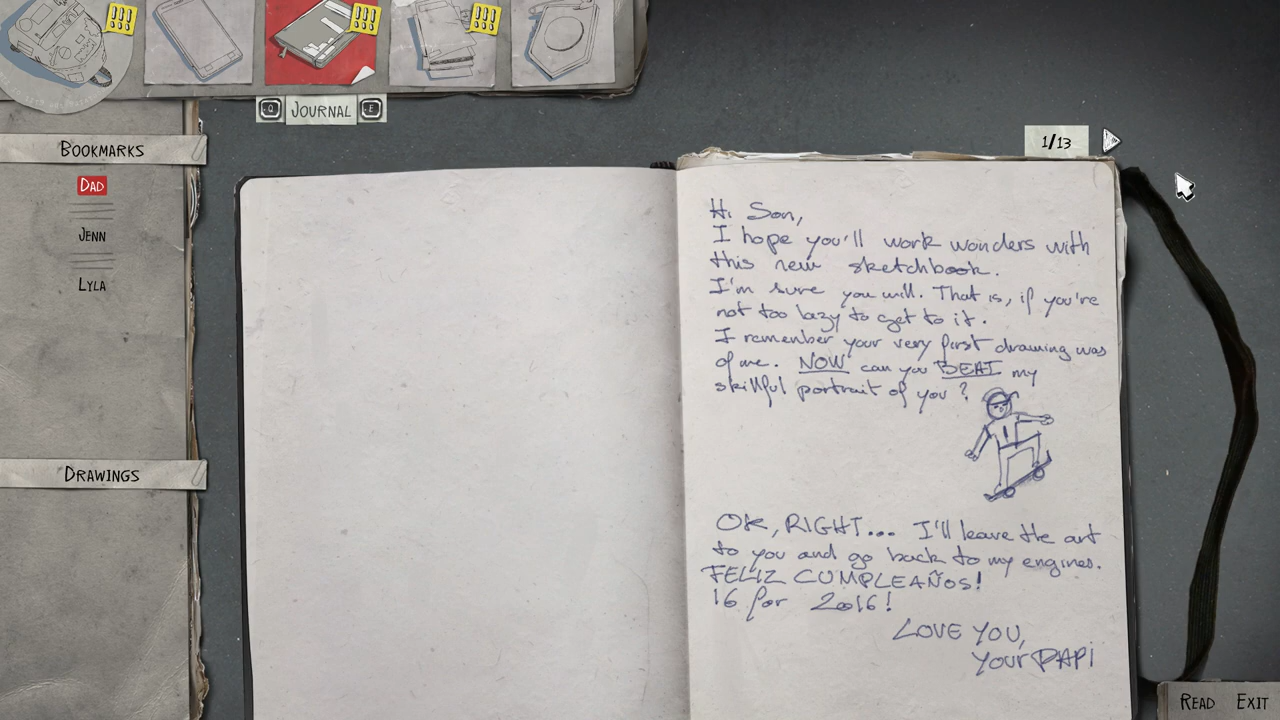 Q
JOURNAL
E
BOOKMARKS
DAD
JENN
LYLA
DRAWINGS
1/13
Hi Son,
I hope you'll work wonders with
this new sketchbook.
I'm sure you will. That is, if you're
not too lazy to get to it.
I remember your very first drawing was
of me. NOW can you BEAT my
skillful portrait of you?
OK, RIGHT... I'll leave the art
to you and go back to my engines.
FELIZ CUMPLEAÑOS!
16 for 2016!
LOVE YOU,
Your PAPI
READ EXIT